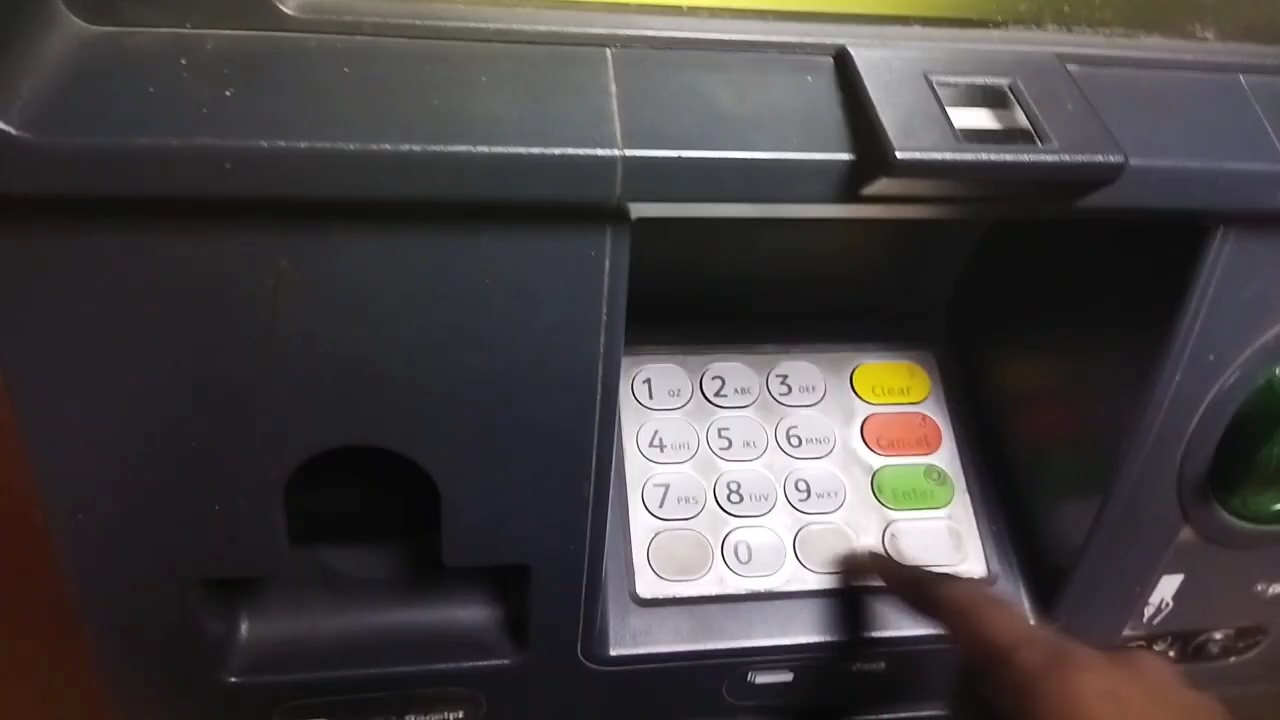 1 QZ 2 ABC 3 DEF Clear
4 GHI 5 JKL 6 MNO Cancel
7 PRS 8 TUV 9 WXY Enter
0
Receipt